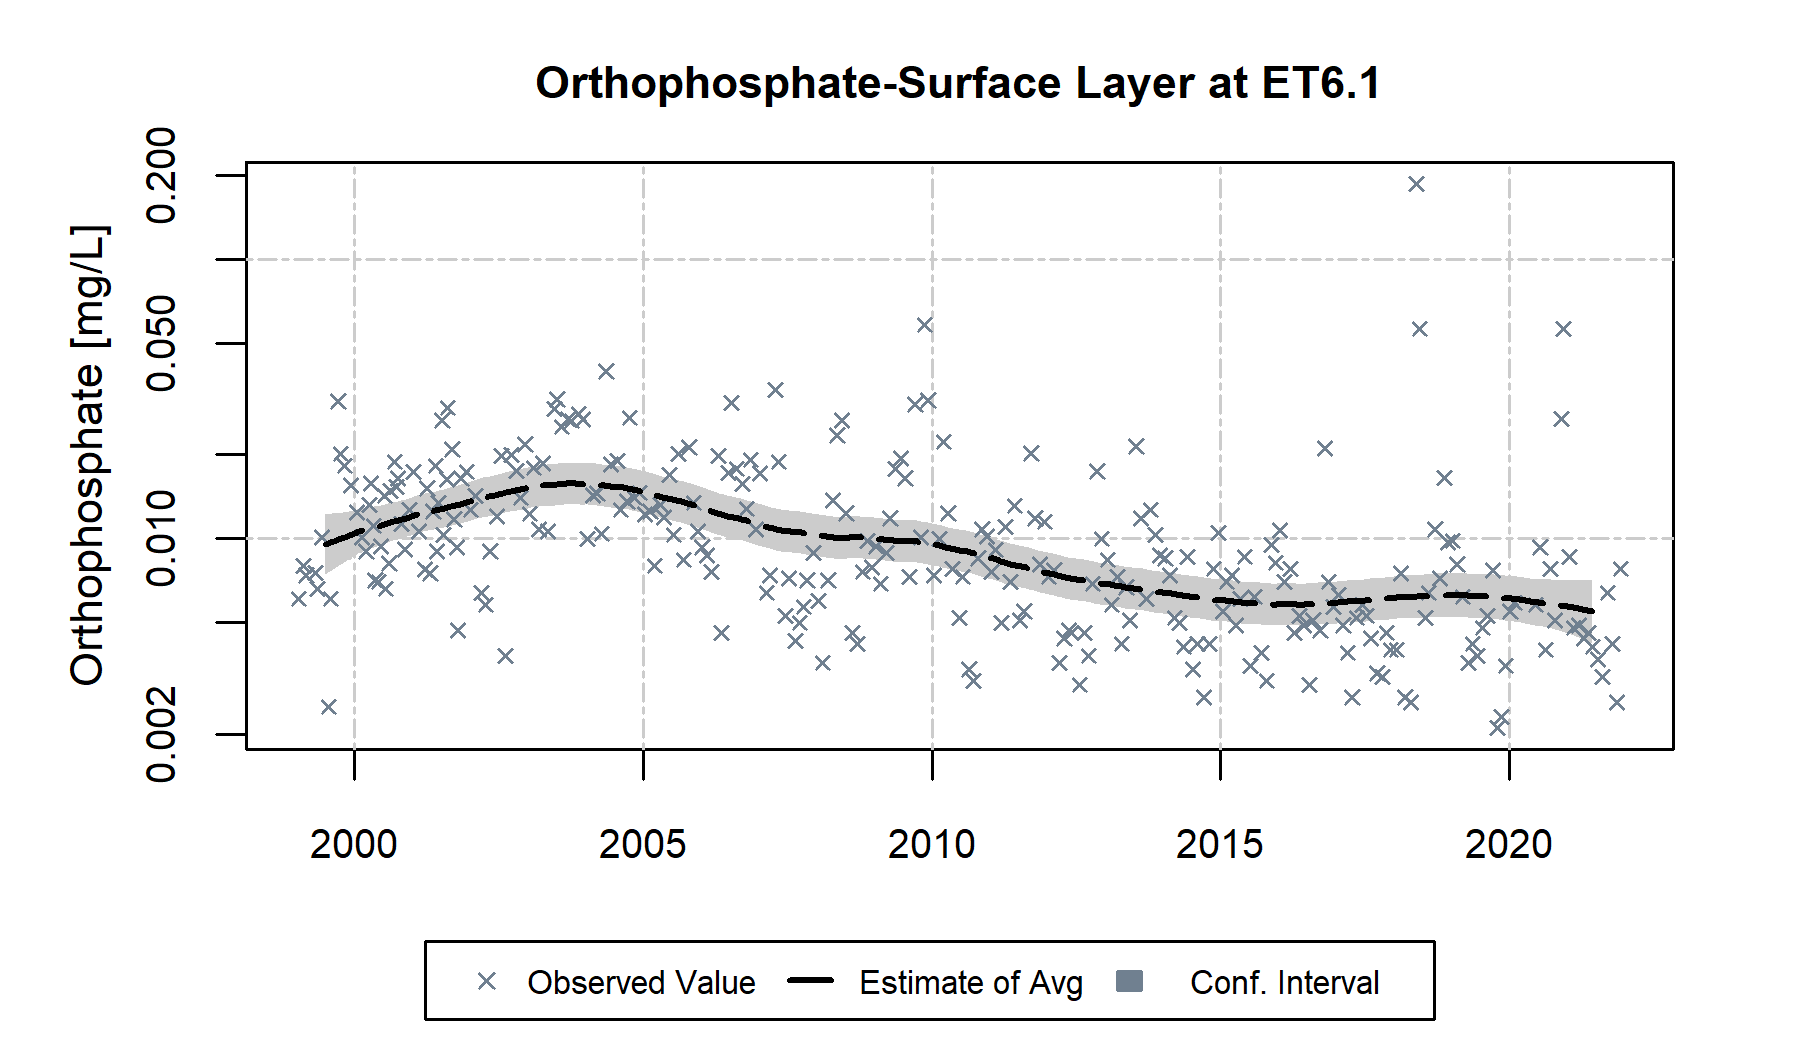 Orthophosphate-Surface Layer at ET6.1
Orthophosphate [mg/L]
0.200
0.050
0.010
0.002
2000 2005 2010 2015 2020
Observed Value Estimate of Avg Conf. Interval